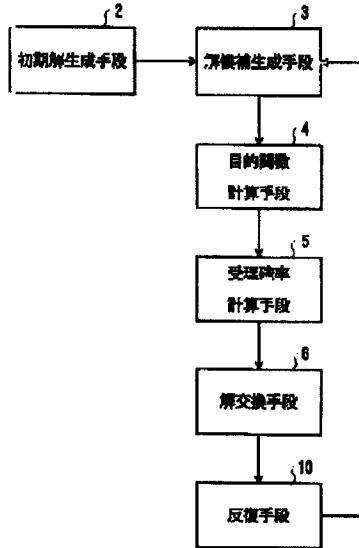 2
初期解生成手段
3
解候補生成手段
4
目的関数
計算手段
5
受理確率
計算手段
6
解交換手段
10
反復手段